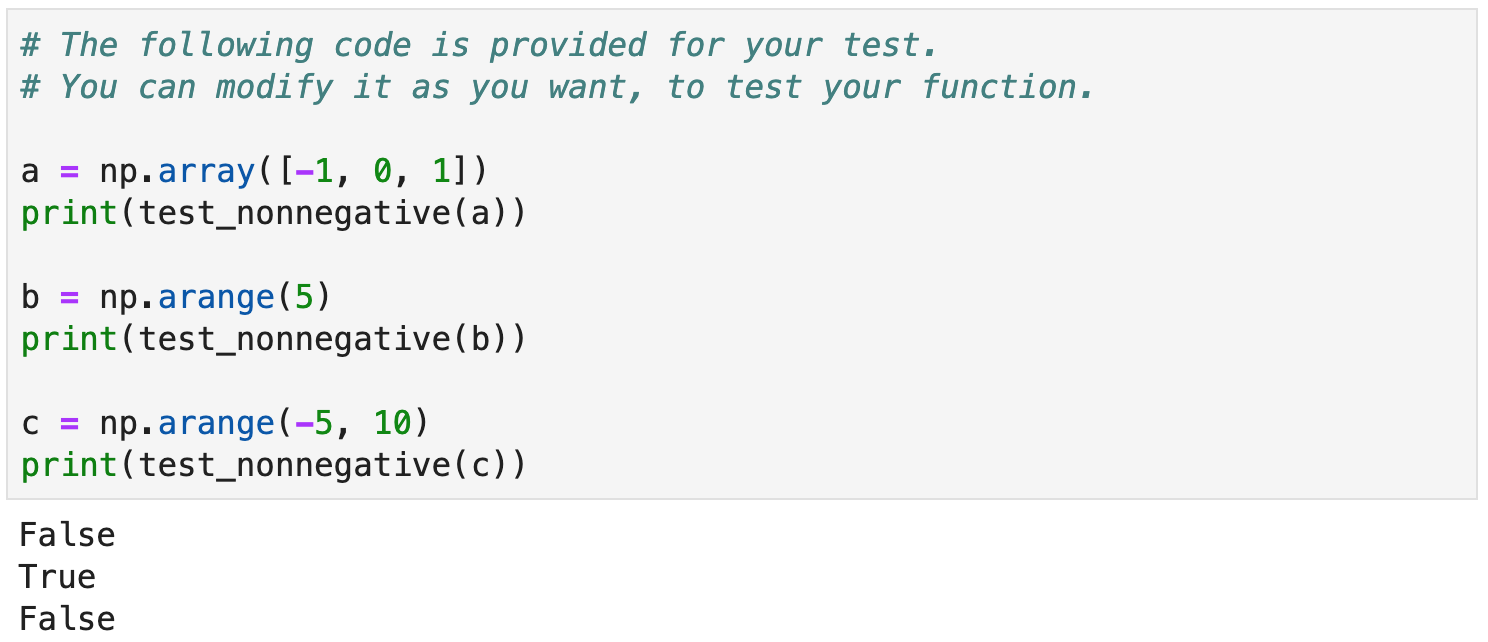 # The following code is provided for your test.
# You can modify it as you want, to test your function.
a = np.array([-1, 0, 1])
print(test_nonnegative(a))
b = np.arange(5)
print(test_nonnegative(b))
c = np.arange(-5, 10)
print(test_nonnegative(c))
False
True
False